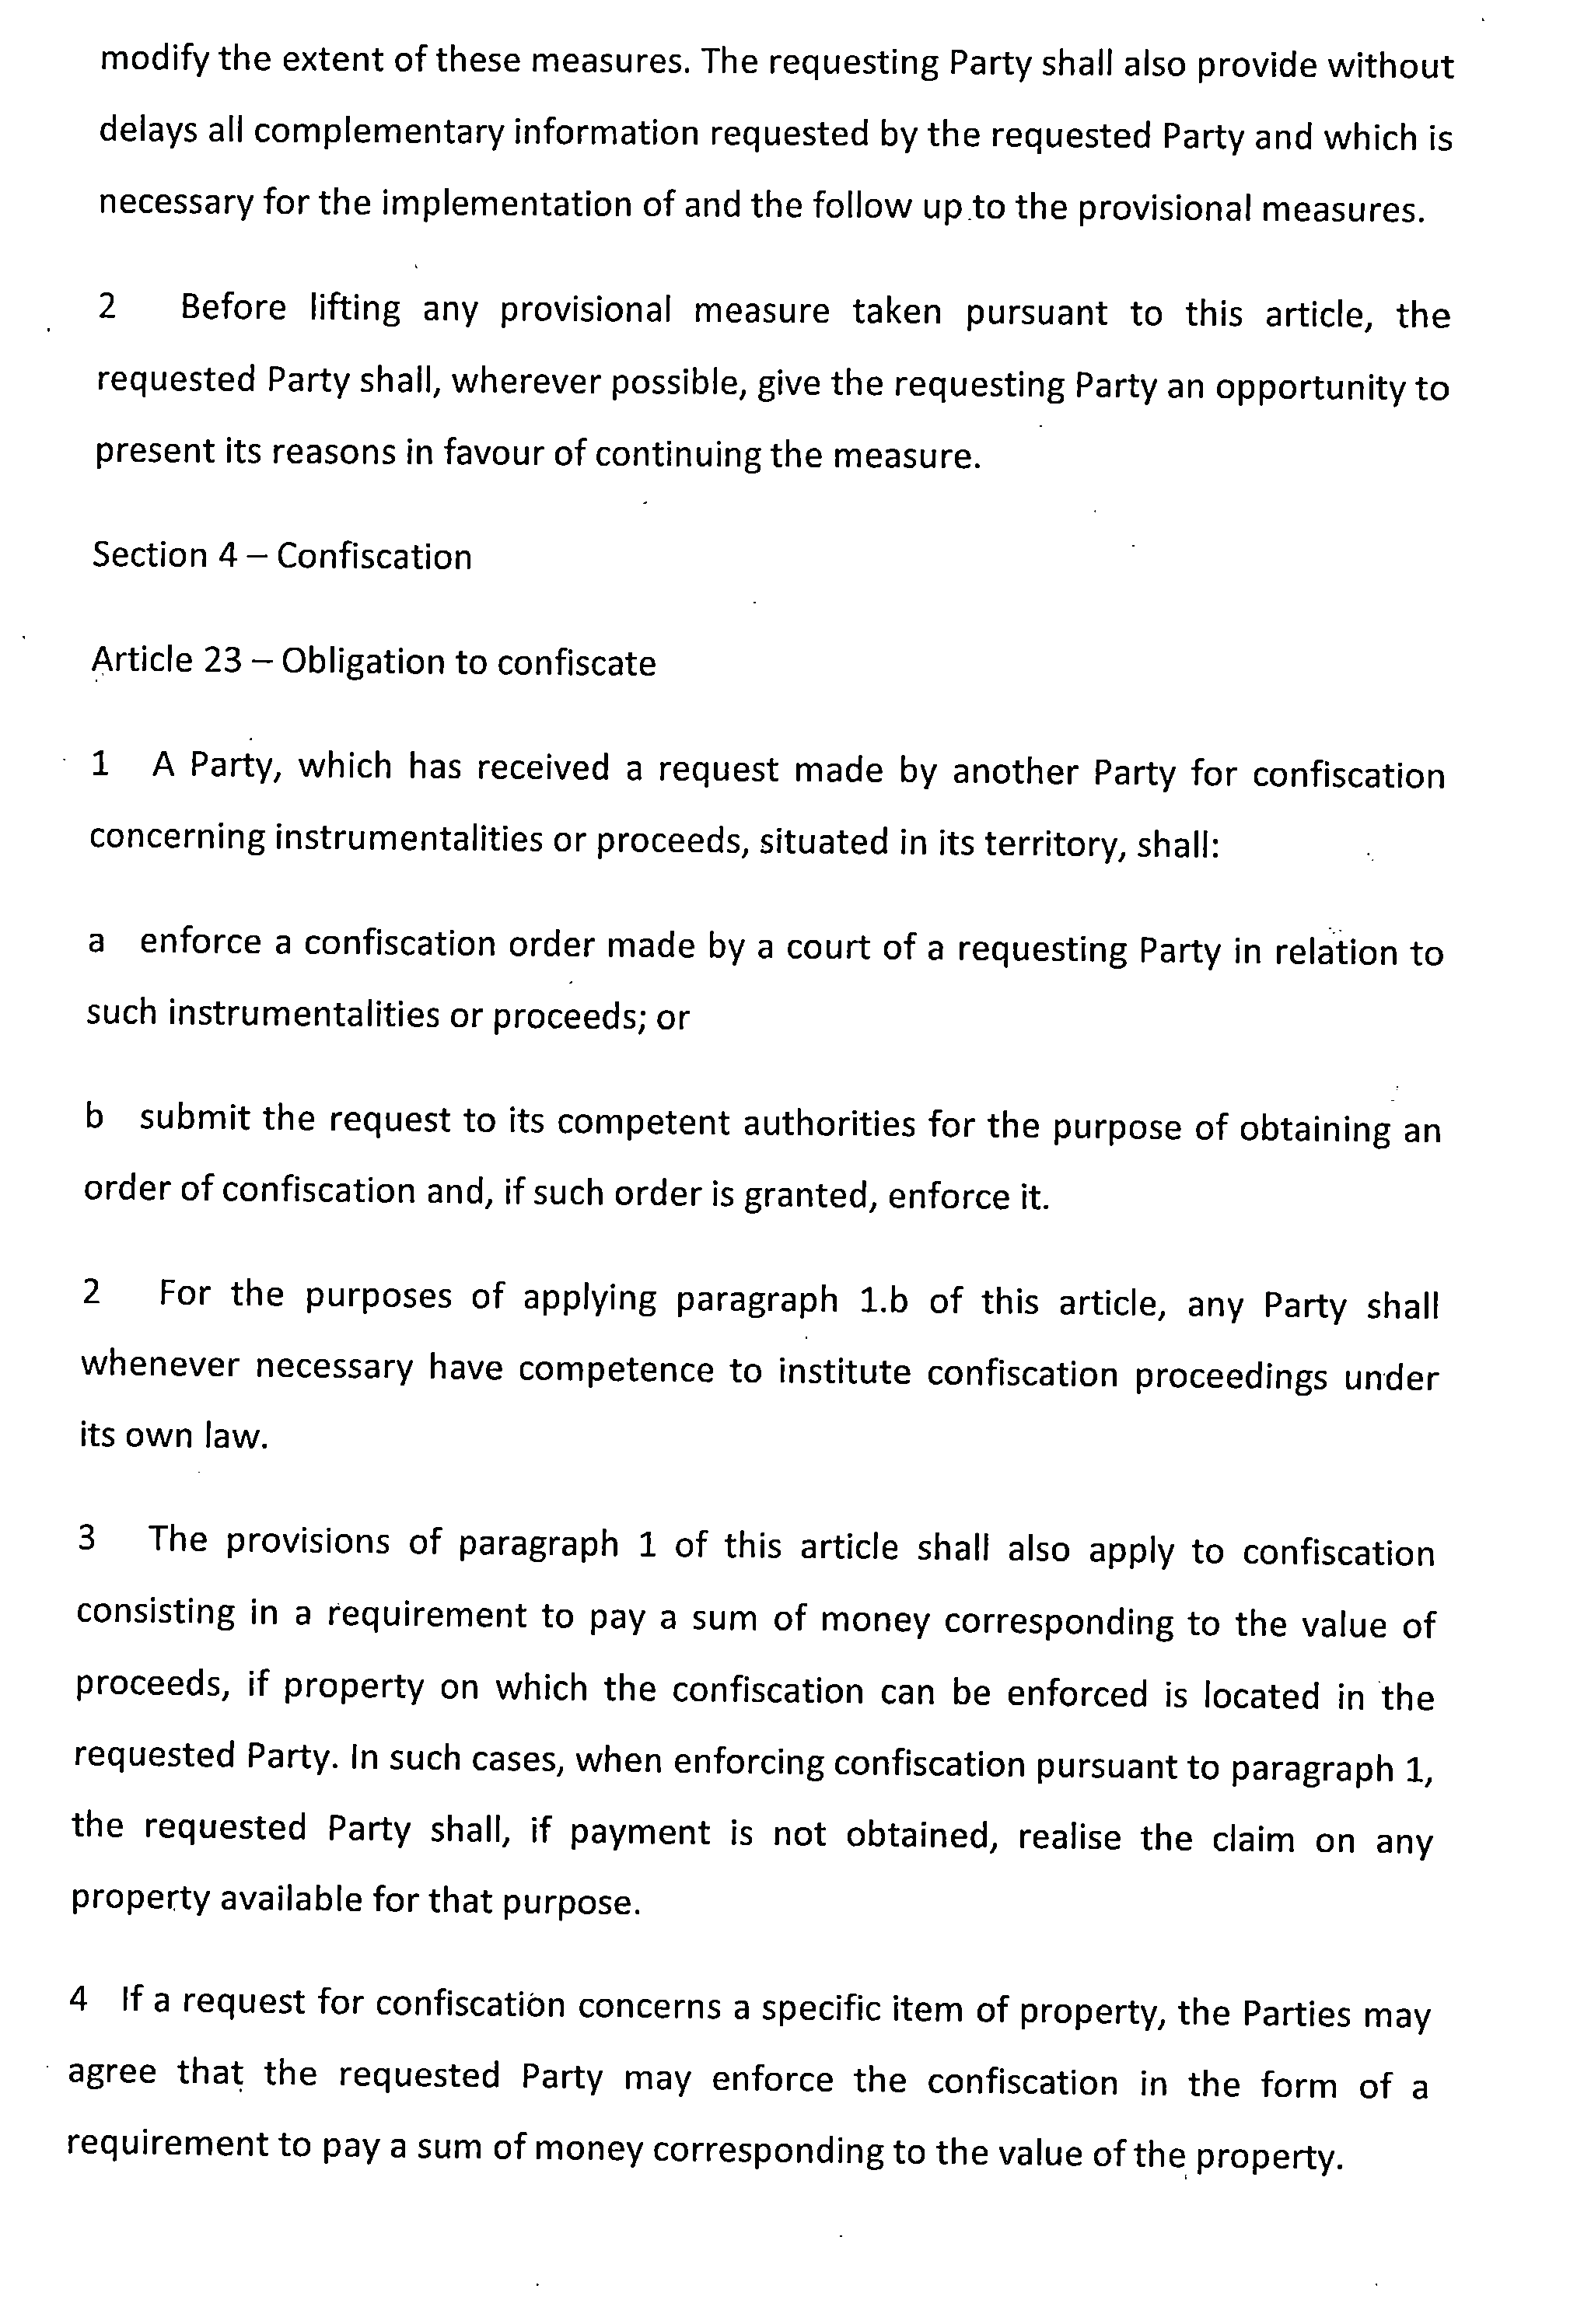 modify the extent of these measures. The requesting Party shall also provide without
delays all complementary information requested by the requested Party and which is
necessary for the implementation of and the follow up to the provisional measures.
2 Before lifting any provisional measure taken pursuant to this article, the
requested Party shall, wherever possible, give the requesting Party an opportunity to
present its reasons in favour of continuing the measure.
Section 4 – Confiscation
Article 23 – Obligation to confiscate
1 A Party, which has received a request made by another Party for confiscation
concerning instrumentalities or proceeds, situated in its territory, shall:
a enforce a confiscation order made by a court of a requesting Party in relation to
such instrumentalities or proceeds; or
b submit the request to its competent authorities for the purpose of obtaining an
order of confiscation and, if such order is granted, enforce it.
2 For the purposes of applying paragraph 1.b of this article, any Party shall
whenever necessary have competence to institute confiscation proceedings under
its own law.
3 The provisions of paragraph 1 of this article shall also apply to confiscation
consisting in a requirement to pay a sum of money corresponding to the value of
proceeds, if property on which the confiscation can be enforced is located in the
requested Party. In such cases, when enforcing confiscation pursuant to paragraph 1,
the requested Party shall, if payment is not obtained, realise the claim on any
property available for that purpose.
4 If a request for confiscation concerns a specific item of property, the Parties may
agree that the requested Party may enforce the confiscation in the form of a
requirement to pay a sum of money corresponding to the value of the property.